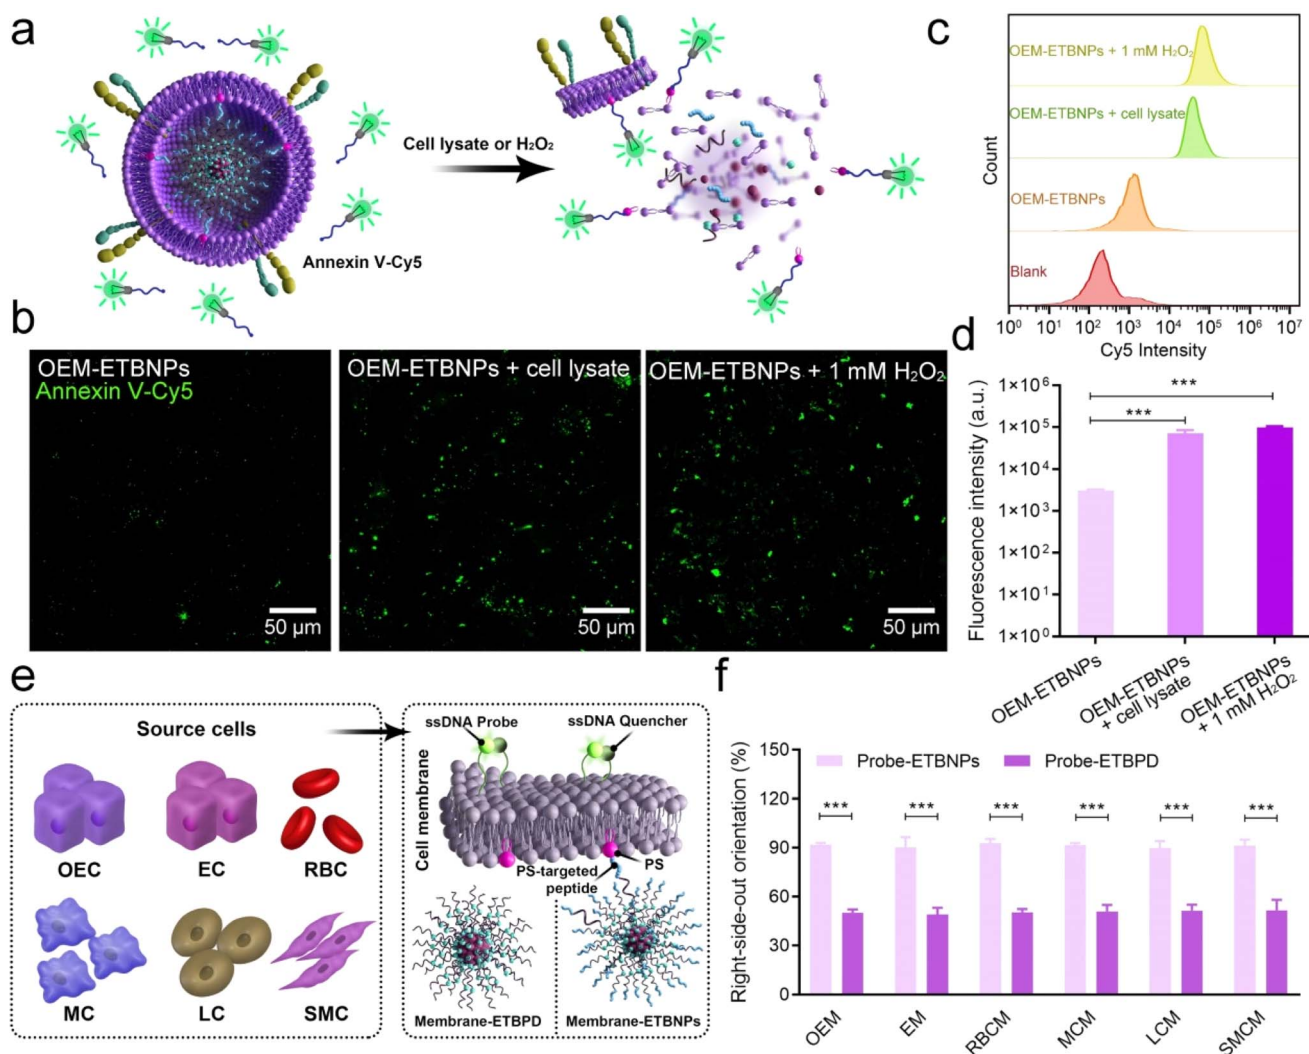 a
Cell lysate or H₂O₂
Annexin V-Cy5
b
OEM-ETBNPs
Annexin V-Cy5
50 μm
OEM-ETBNPs + cell lysate
50 μm
OEM-ETBNPs + 1 mM H₂O₂
50 μm
c
Count
OEM-ETBNPs + 1 mM H₂O₂
OEM-ETBNPs + cell lysate
OEM-ETBNPs
Blank
10⁰ 10¹ 10² 10³ 10⁴ 10⁵ 10⁶ 10⁷
Cy5 Intensity
d
Fluorescence intensity (a.u.)
1×10⁶
1×10⁵
1×10⁴
1×10³
1×10²
1×10¹
1×10⁰
***
***
OEM-ETBNPs
OEM-ETBNPs
+ cell lysate
OEM-ETBNPs
+ 1 mM H₂O₂
e
Source cells
OEC
EC
RBC
MC
LC
SMC
ssDNA Probe
ssDNA Quencher
Cell membrane
PS-targeted
peptide
PS
Membrane-ETBPD
Membrane-ETBNPs
f
Right-side-out orientation (%)
150
120
90
60
30
0
Probe-ETBNPs
Probe-ETBPD
*** *** *** *** *** ***
OEM
EM
RBCM
MCM
LCM
SMCM